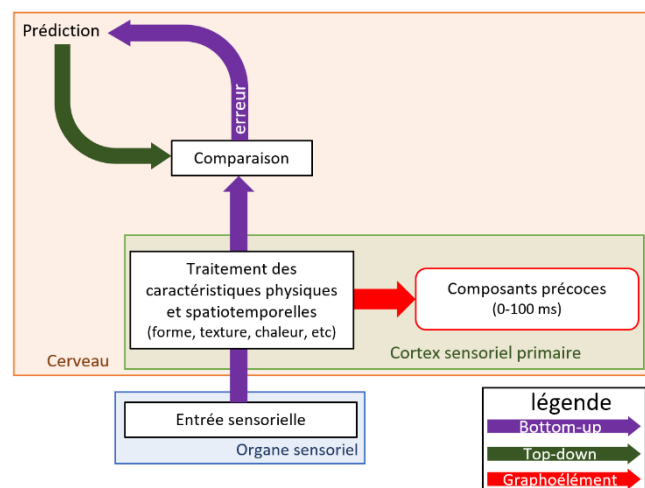 Prédiction
erreur
Comparaison
Traitement des
caractéristiques physiques
et spatiotemporelles
(forme, texture, chaleur, etc)
Composants précoces
(0-100 ms)
Cerveau
Cortex sensoriel primaire
Entrée sensorielle
Organe sensoriel
légende
Bottom-up
Top-down
Graphoélément